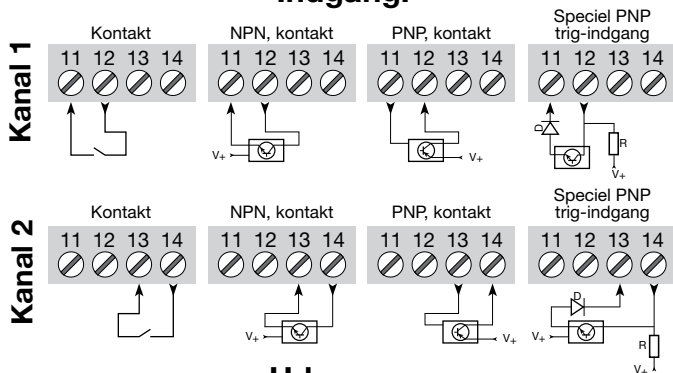 Indgang:
Speciel PNP
Kontakt NPN, kontakt PNP, kontakt trig-indgang
Kanal 1
11 12 13 14 11 12 13 14 11 12 13 14 11 12 13 14
D
R
V+ V+
V+
Speciel PNP
Kontakt NPN, kontakt PNP, kontakt trig-indgang
Kanal 2
11 12 13 14 11 12 13 14 11 12 13 14 11 12 13 14
D
V+ V+ V+
R
V+